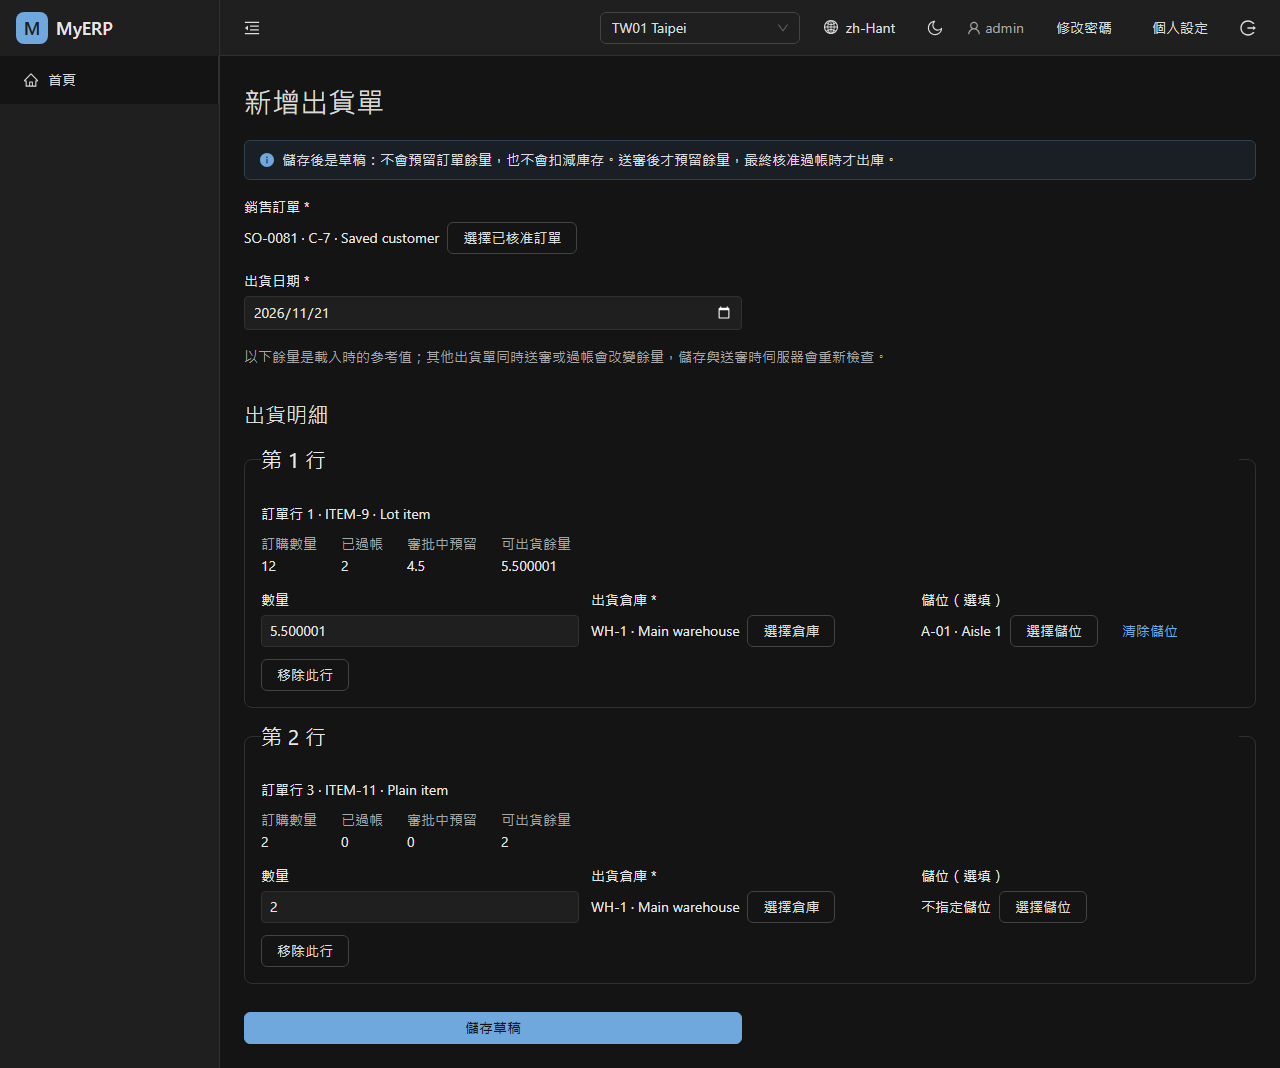 M MyERP
TW01 Taipei
zh-Hant
admin
修改密碼
個人設定
首頁
新增出貨單
儲存後是草稿：不會預留訂單餘量，也不會扣減庫存。送審後才預留餘量，最終核准過帳時才出庫。
銷售訂單 *
SO-0081 · C-7 · Saved customer 選擇已核准訂單
出貨日期 *
2026/11/21
以下餘量是載入時的參考值；其他出貨單同時送審或過帳會改變餘量，儲存與送審時伺服器會重新檢查。
出貨明細
第 1 行
訂單行 1 · ITEM-9 · Lot item
訂購數量 已過帳 審批中預留 可出貨餘量
12 2 4.5 5.500001
數量 出貨倉庫 * 儲位（選填）
5.500001 WH-1 · Main warehouse 選擇倉庫 A-01 · Aisle 1 選擇儲位 清除儲位
移除此行
第 2 行
訂單行 3 · ITEM-11 · Plain item
訂購數量 已過帳 審批中預留 可出貨餘量
2 0 0 2
數量 出貨倉庫 * 儲位（選填）
2 WH-1 · Main warehouse 選擇倉庫 不指定儲位 選擇儲位
移除此行
儲存草稿